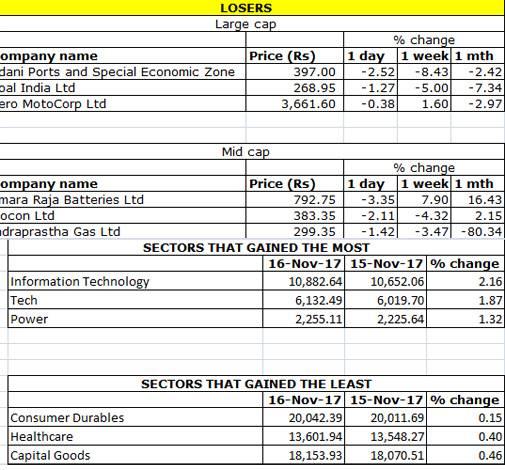 LOSERS
Large cap
% change
ompany name Price (Rs) 1 day 1 week 1 mth
dani Ports and Special Economic Zone 397.00 -2.52 -8.43 -2.42
oal India Ltd 268.95 -1.27 -5.00 -7.34
ero MotoCorp Ltd 3,661.60 -0.38 1.60 -2.97
Mid cap
% change
ompany name Price (Rs) 1 day 1 week 1 mth
mara Raja Batteries Ltd 792.75 -3.35 7.90 16.43
ocon Ltd 383.35 -2.11 -4.32 2.15
draprastha Gas Ltd 299.35 -1.42 -3.47 -80.34
SECTORS THAT GAINED THE MOST
16-Nov-17 15-Nov-17 % change
Information Technology 10,882.64 10,652.06 2.16
Tech 6,132.49 6,019.70 1.87
Power 2,255.11 2,225.64 1.32
SECTORS THAT GAINED THE LEAST
16-Nov-17 15-Nov-17 % change
Consumer Durables 20,042.39 20,011.69 0.15
Healthcare 13,601.94 13,548.27 0.40
Capital Goods 18,153.93 18,070.51 0.46